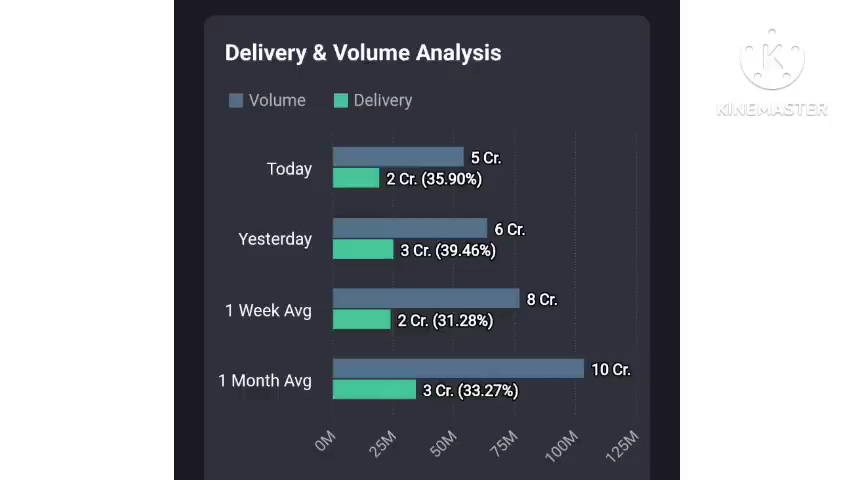 Delivery & Volume Analysis
Volume Delivery
Today 5 Cr.
2 Cr. (35.90%)
Yesterday 6 Cr.
3 Cr. (39.46%)
1 Week Avg 8 Cr.
2 Cr. (31.28%)
1 Month Avg 10 Cr.
3 Cr. (33.27%)
0M 25M 50M 75M 100M 125M
K
KINEMASTER